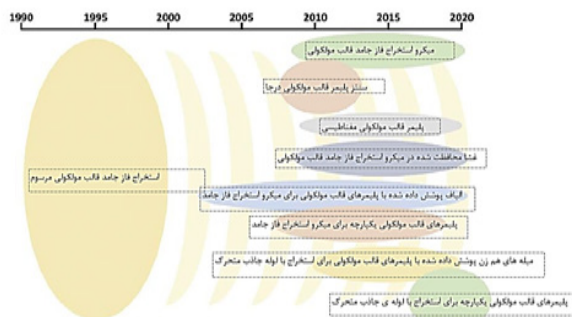 1990 1995 2000 2005 2010 2015 2020
میکرو استخراج فاز جامد قالب مولکولی
سنتز پلیمر قالب مولکولی درجا
پلیمر قالب مولکولی مغناطیسی
غشا محافظت شده در میکرو استخراج فاز جامد قالب مولکولی
استخراج فاز جامد قالب مولکولی مرسوم
الیاف پوشش داده شده با پلیمرهای قالب مولکولی برای میکرو استخراج فاز جامد
پلیمرهای قالب مولکولی یکپارچه برای میکرو استخراج فاز جامد
میله های هم زن پوشش داده شده با پلیمرهای قالب مولکولی برای استخراج با لوله جاذب متحرک
پلیمرهای قالب مولکولی یکپارچه برای استخراج با لوله ی جاذب متحرک